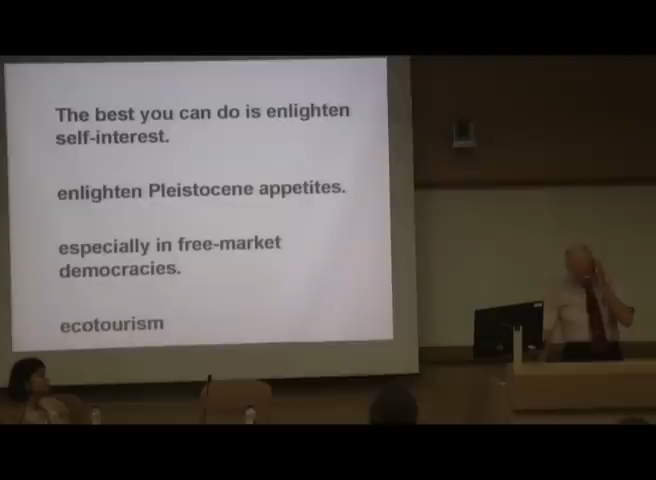 The best you can do is enlighten
self-interest.
enlighten Pleistocene appetites.
especially in free-market
democracies.
ecotourism